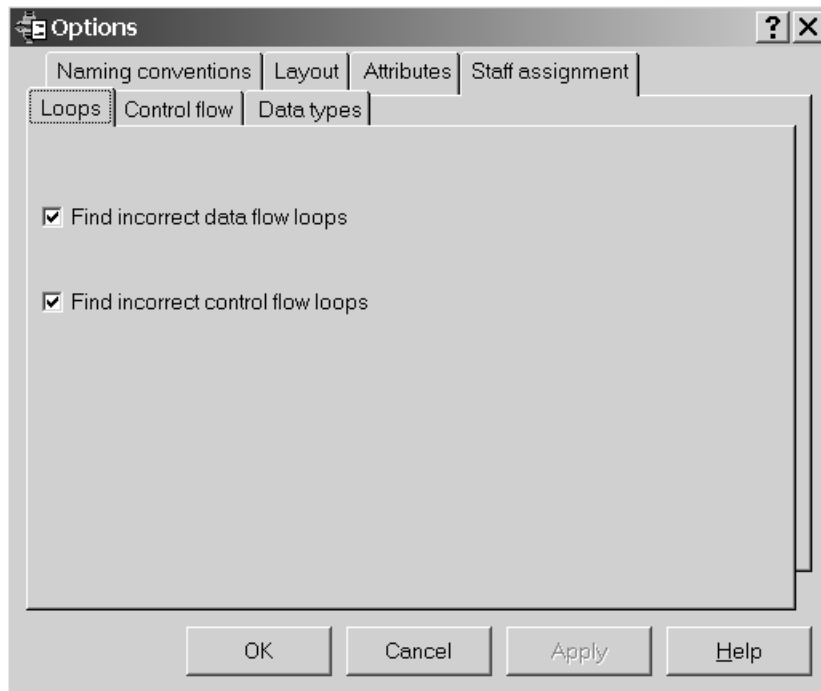 Options
Naming conventions Layout Attributes Staff assignment
Loops Control flow Data types
Find incorrect data flow loops
Find incorrect control flow loops
OK Cancel Apply Help